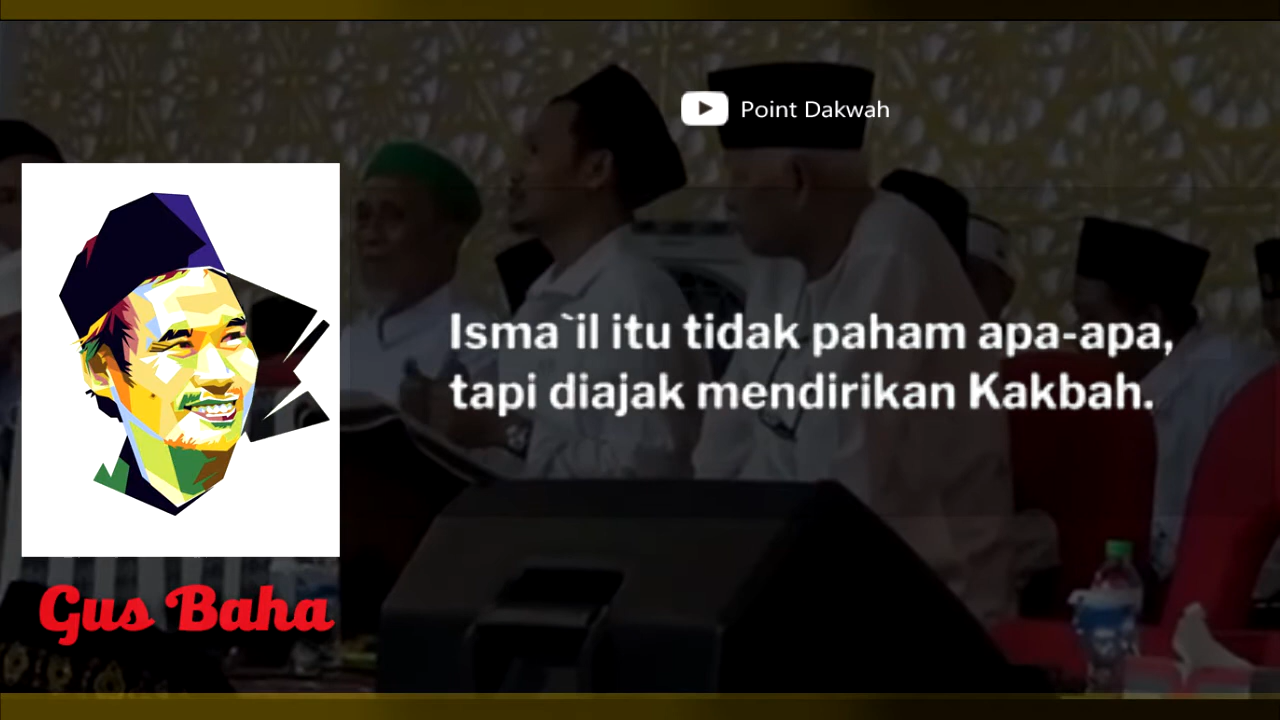 Point Dakwah
Isma`il itu tidak paham apa-apa,
tapi diajak mendirikan Kakbah.
Gus Baha